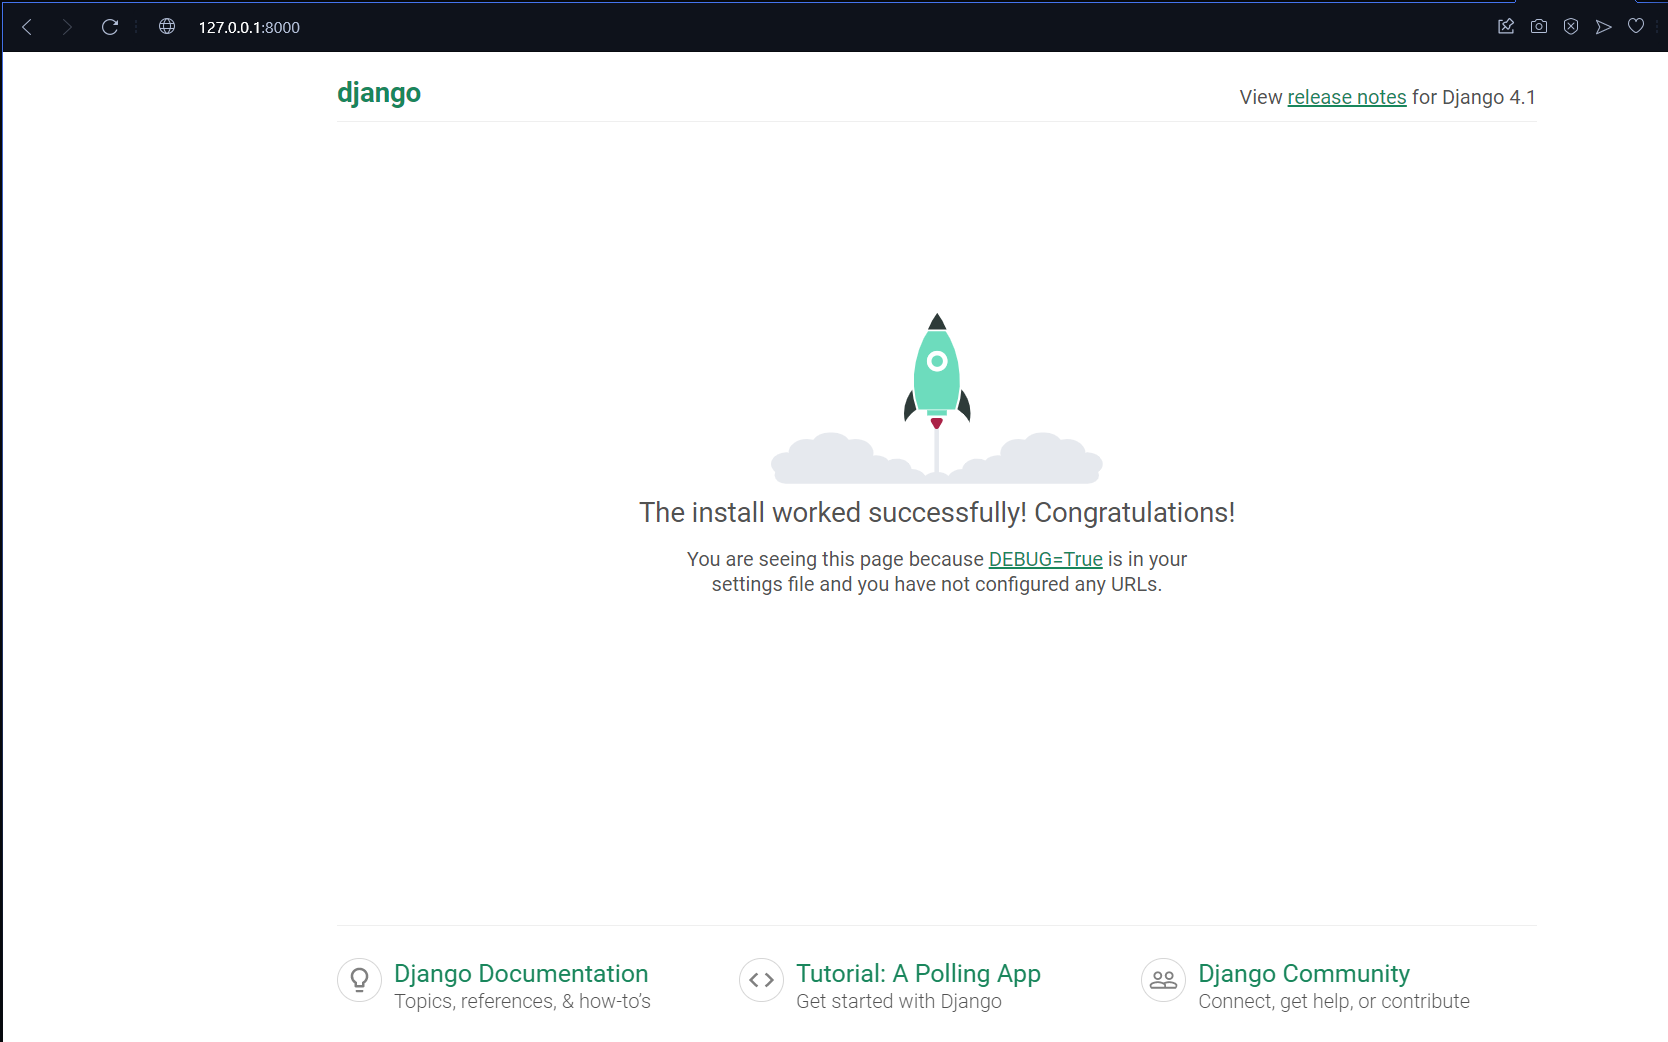 127.0.0.1:8000
django
View release notes for Django 4.1
The install worked successfully! Congratulations!
You are seeing this page because DEBUG=True is in your
settings file and you have not configured any URLs.
Django Documentation
Topics, references, & how-to’s
Tutorial: A Polling App
Get started with Django
Django Community
Connect, get help, or contribute